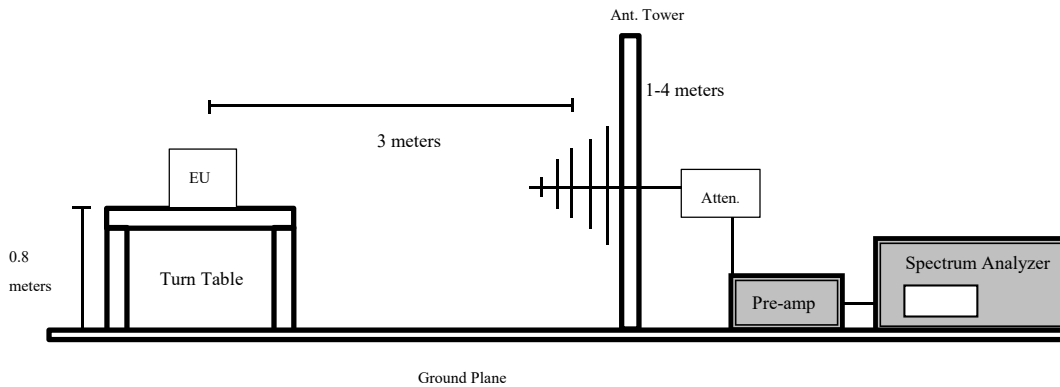 Ant. Tower
1-4 meters
3 meters
EU
Atten.
0.8
meters
Turn Table
Spectrum Analyzer
Pre-amp
Ground Plane